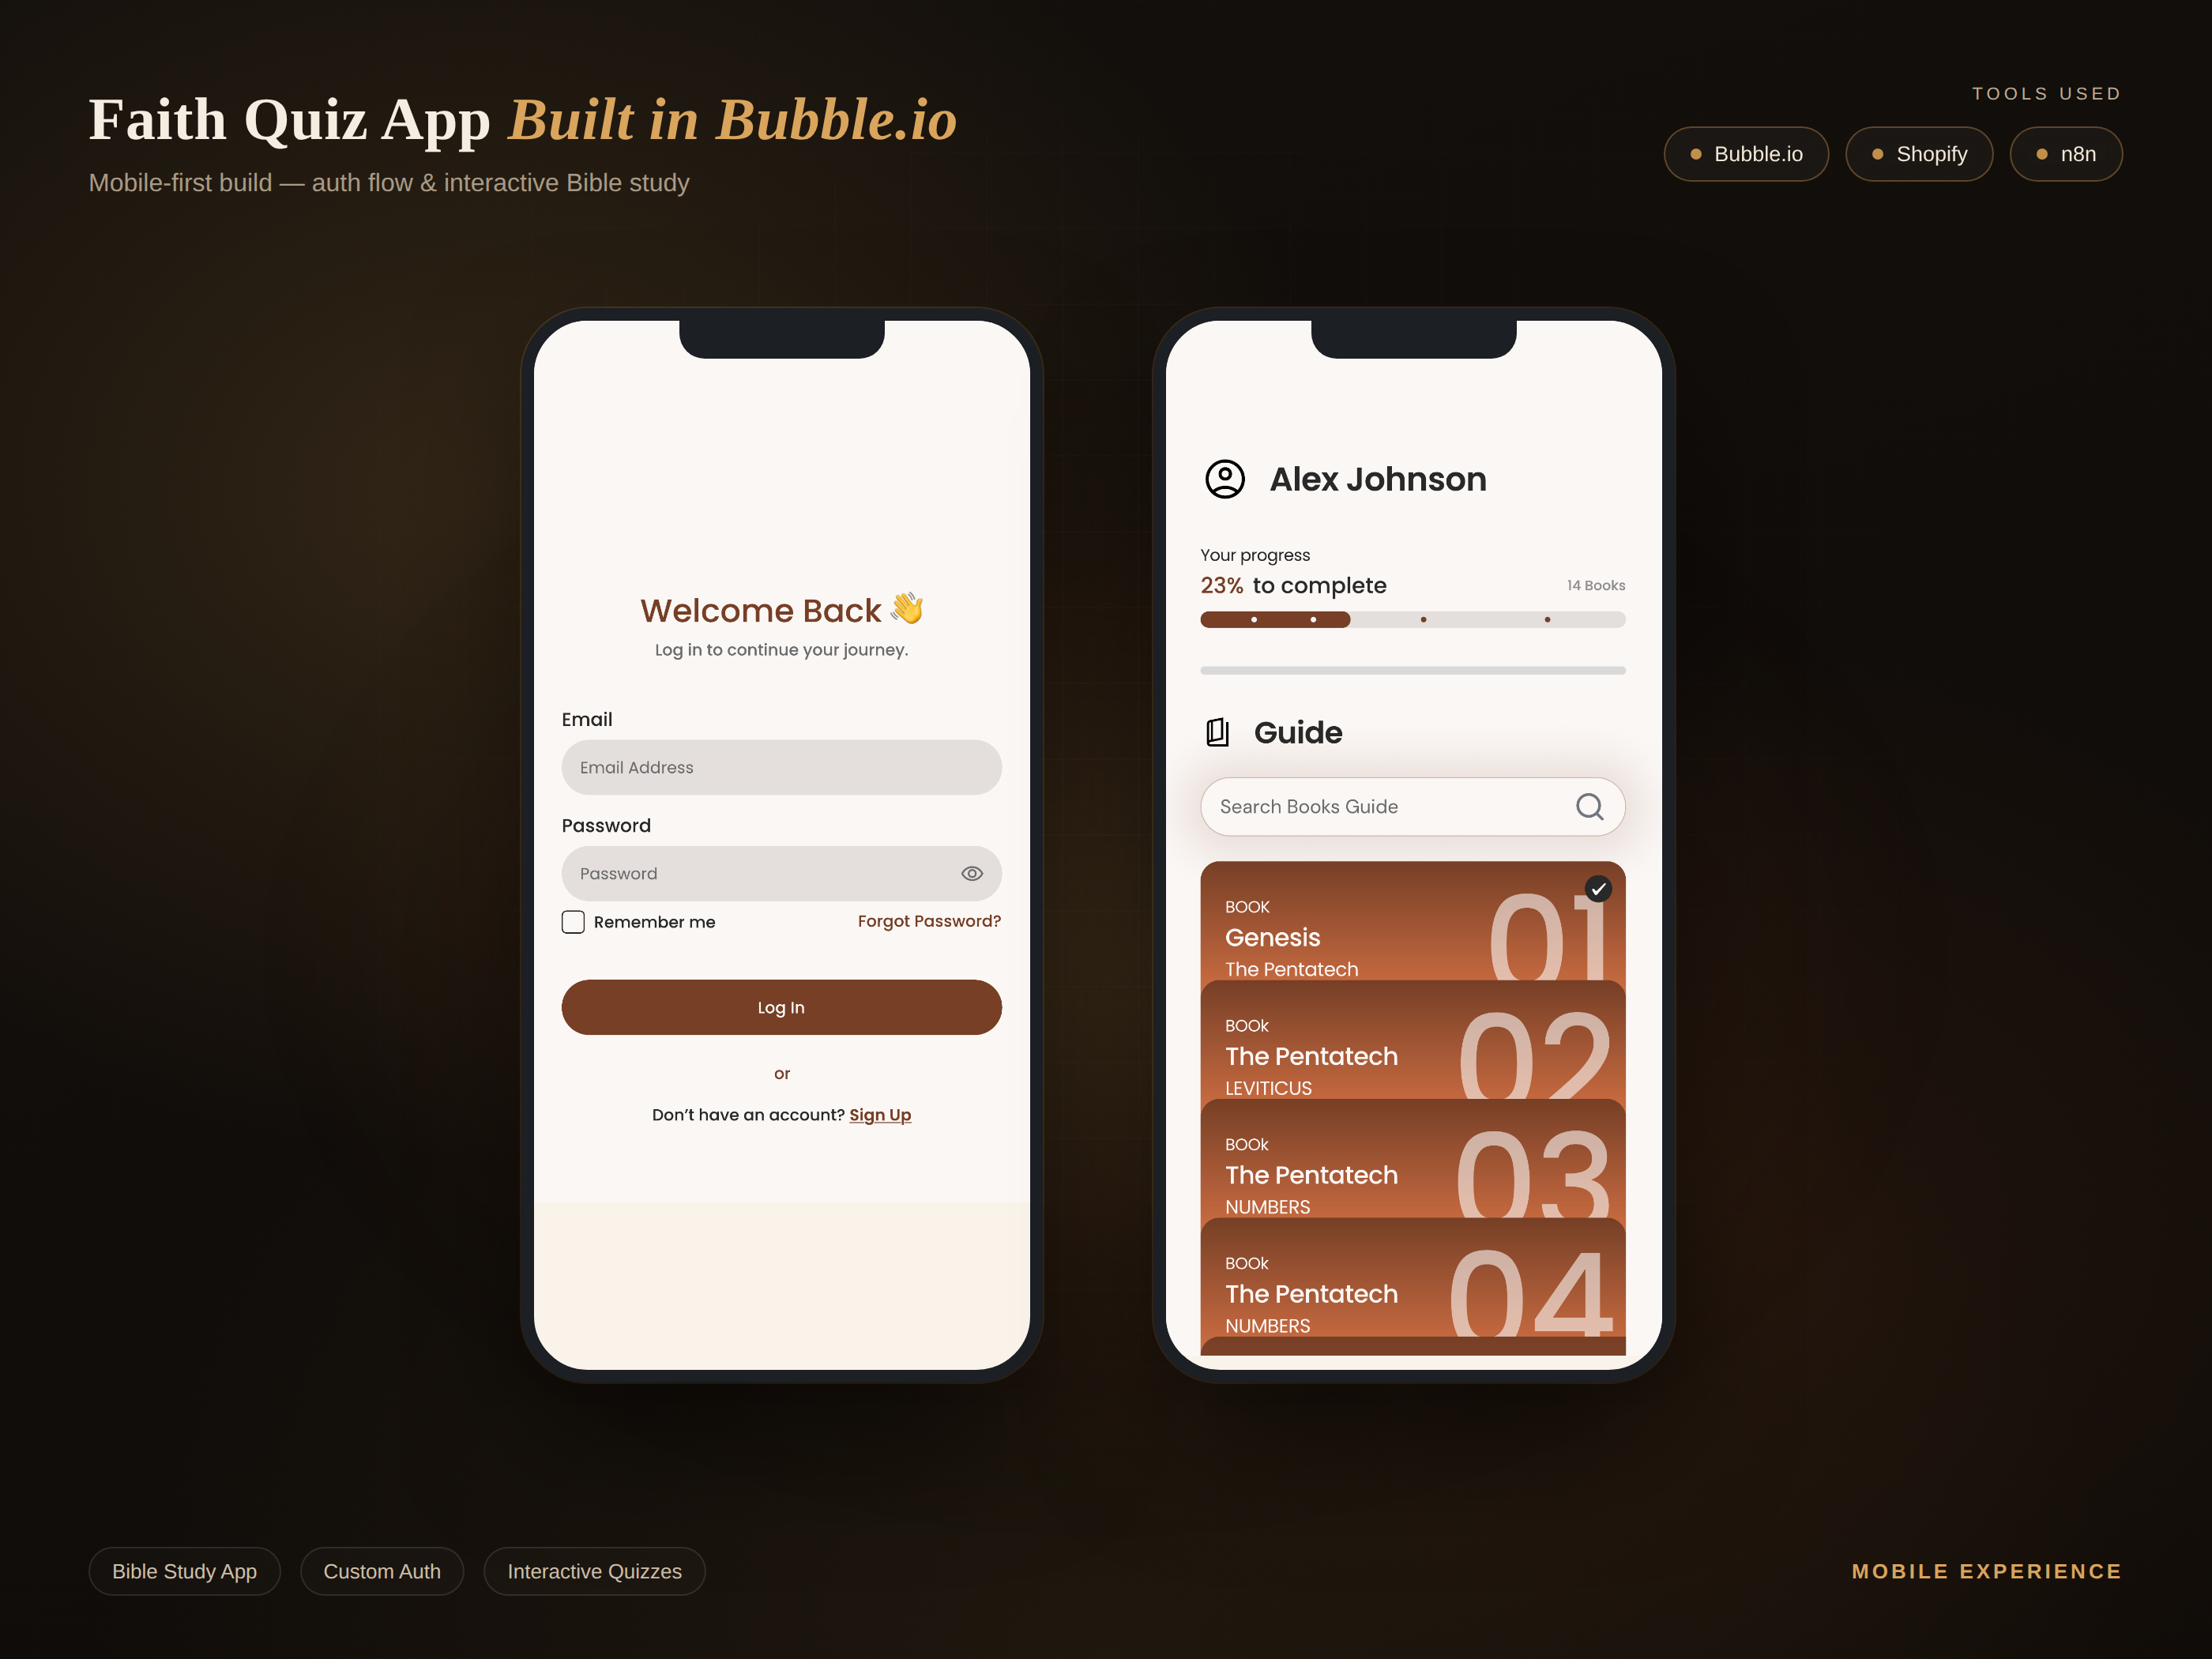 Faith Quiz App Built in Bubble.io
Mobile-first build — auth flow & interactive Bible study
TOOLS USED
Bubble.io
Shopify
n8n
Welcome Back 👋
Log in to continue your journey.
Email
Email Address
Password
Password
Remember me
Forgot Password?
Log In
or
Don’t have an account? Sign Up
Alex Johnson
Your progress
23% to complete
14 Books
Guide
Search Books Guide
BOOK
Genesis
The Pentatech
01
BOOk
The Pentatech
LEVITICUS
02
BOOk
The Pentatech
NUMBERS
03
BOOk
The Pentatech
NUMBERS
04
Bible Study App
Custom Auth
Interactive Quizzes
MOBILE EXPERIENCE